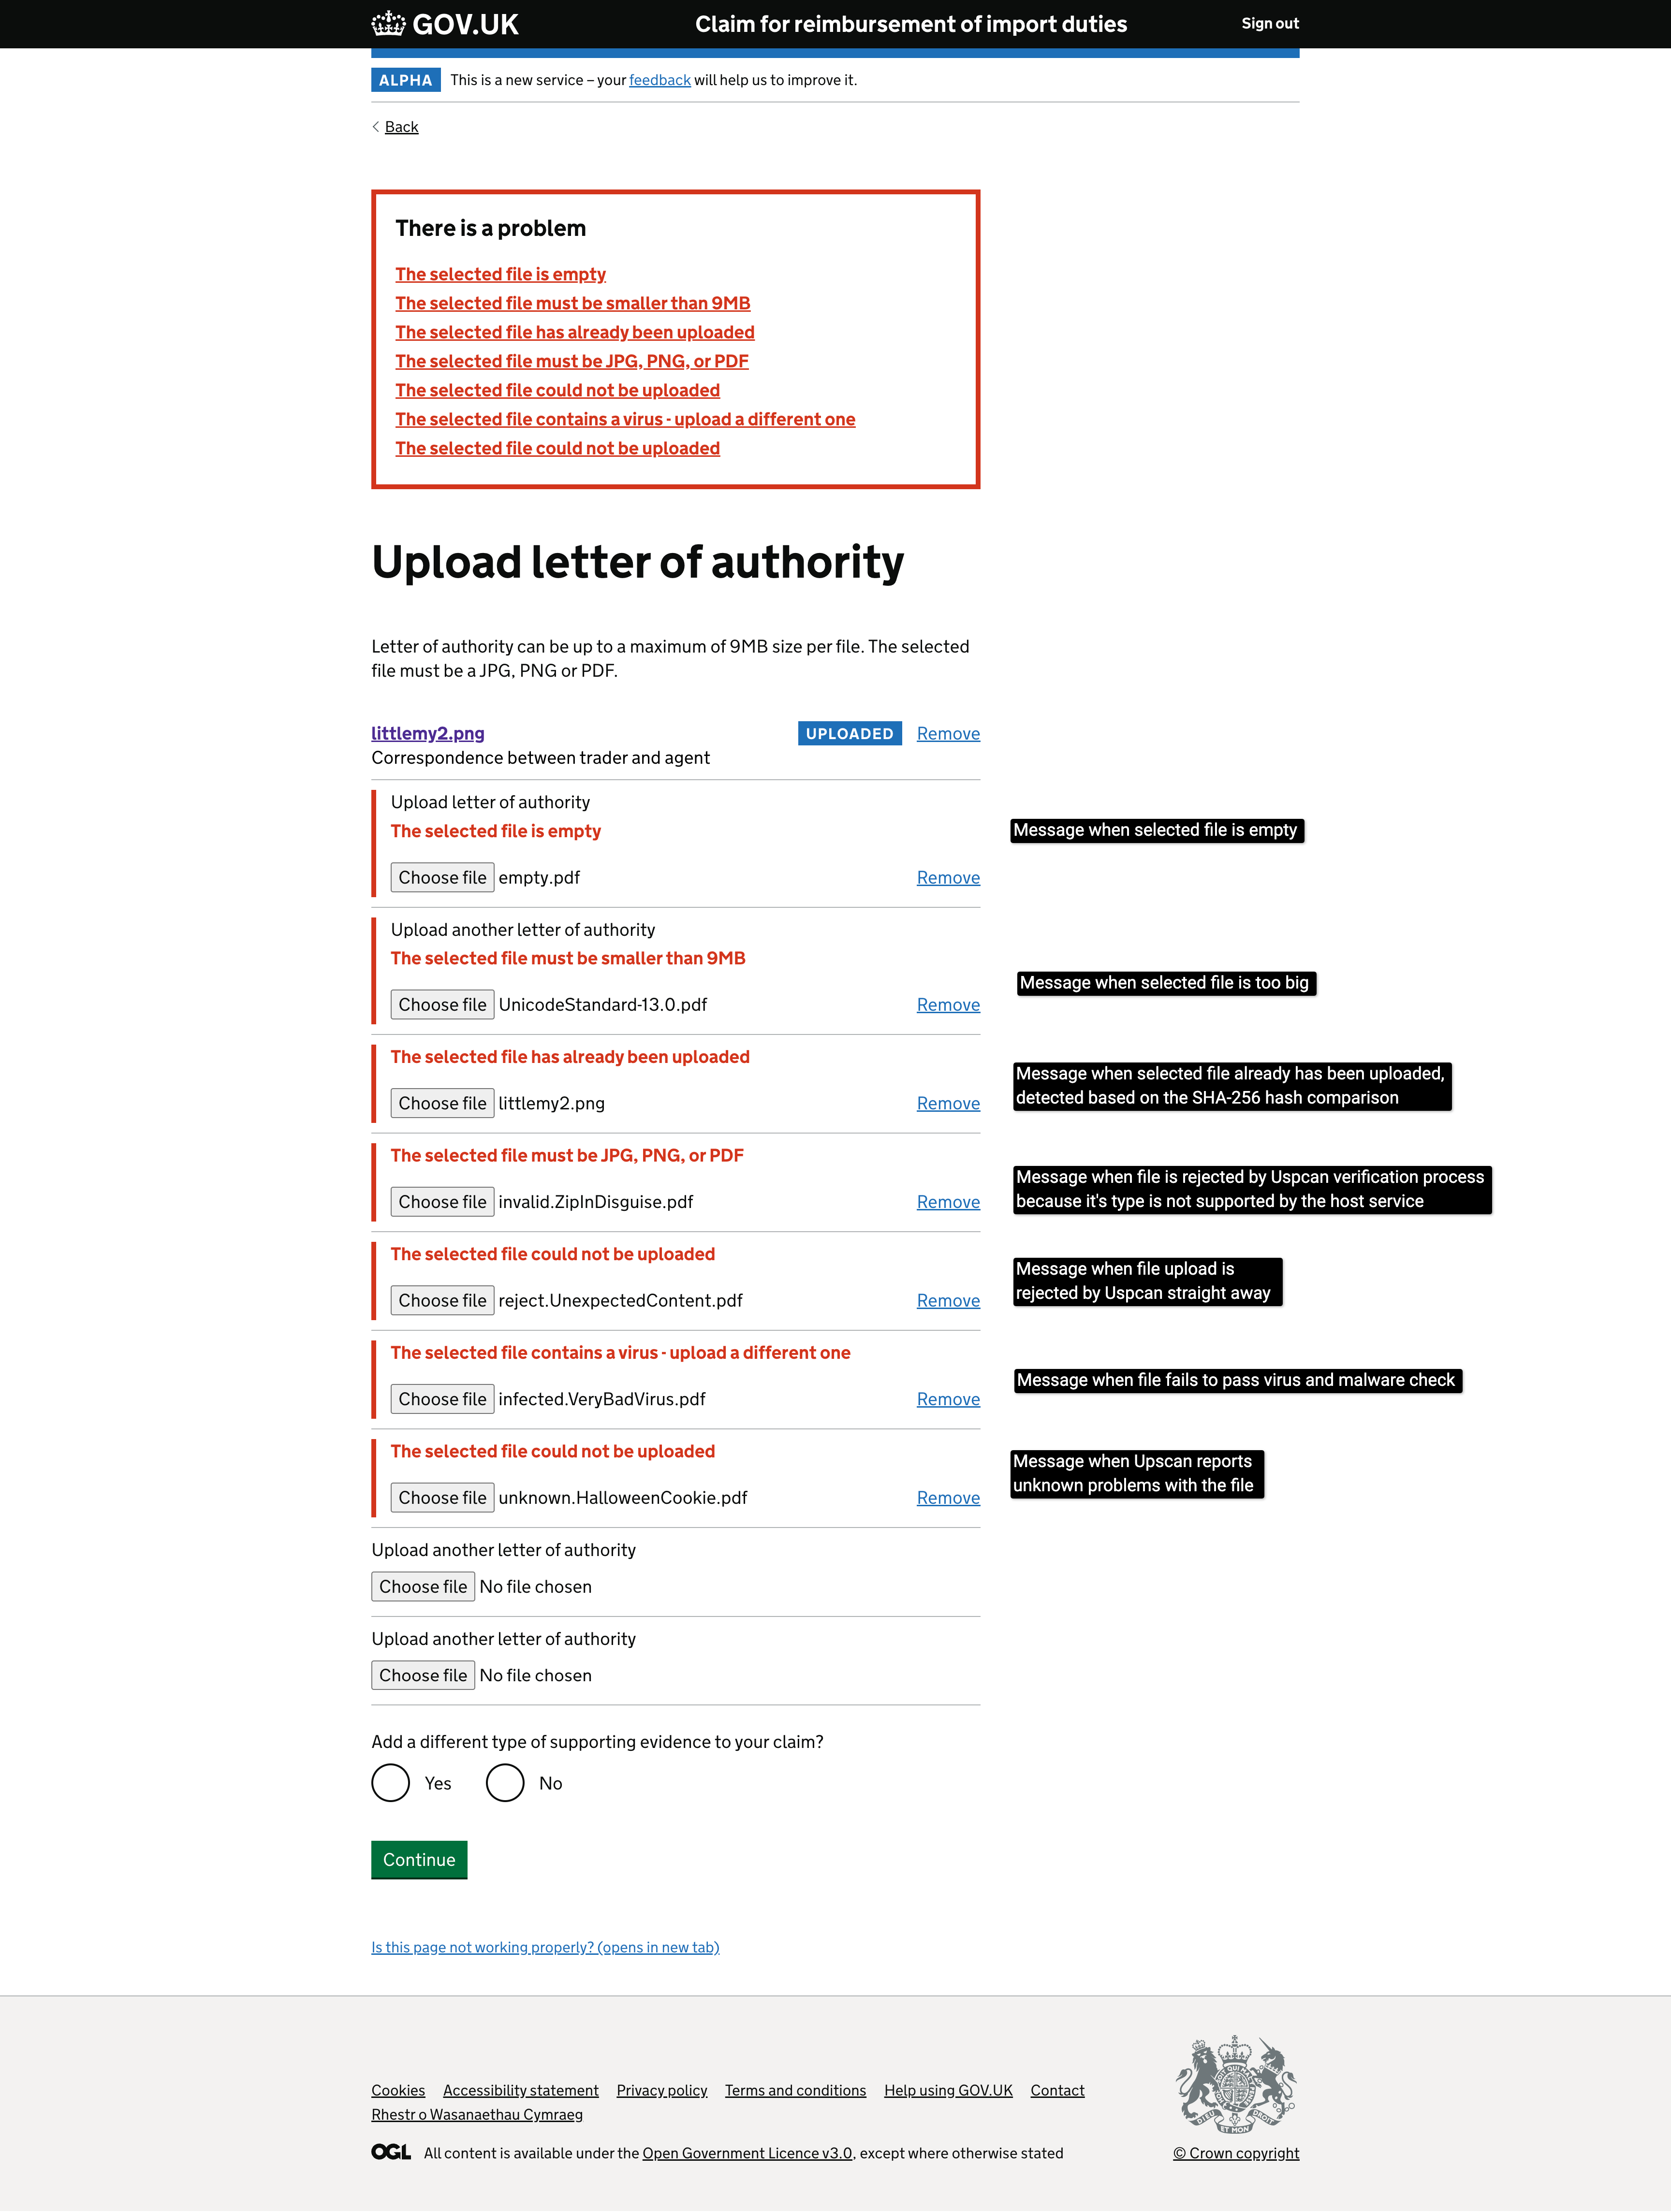 GOV.UK
Claim for reimbursement of import duties
Sign out
ALPHA This is a new service – your feedback will help us to improve it.
Back
There is a problem
The selected file is empty
The selected file must be smaller than 9MB
The selected file has already been uploaded
The selected file must be JPG, PNG, or PDF
The selected file could not be uploaded
The selected file contains a virus - upload a different one
The selected file could not be uploaded
Upload letter of authority
Letter of authority can be up to a maximum of 9MB size per file. The selected
file must be a JPG, PNG or PDF.
littlemy2.png UPLOADED Remove
Correspondence between trader and agent
Upload letter of authority
The selected file is empty
Message when selected file is empty
Choose file empty.pdf Remove
Upload another letter of authority
The selected file must be smaller than 9MB
Message when selected file is too big
Choose file UnicodeStandard-13.0.pdf Remove
The selected file has already been uploaded
Message when selected file already has been uploaded,
detected based on the SHA-256 hash comparison
Choose file littlemy2.png Remove
The selected file must be JPG, PNG, or PDF
Message when file is rejected by Uspcan verification process
because it's type is not supported by the host service
Choose file invalid.ZipInDisguise.pdf Remove
The selected file could not be uploaded
Message when file upload is
rejected by Uspcan straight away
Choose file reject.UnexpectedContent.pdf Remove
The selected file contains a virus - upload a different one
Message when file fails to pass virus and malware check
Choose file infected.VeryBadVirus.pdf Remove
The selected file could not be uploaded
Message when Upscan reports
unknown problems with the file
Choose file unknown.HalloweenCookie.pdf Remove
Upload another letter of authority
Choose file No file chosen
Upload another letter of authority
Choose file No file chosen
Add a different type of supporting evidence to your claim?
Yes No
Continue
Is this page not working properly? (opens in new tab)
Cookies Accessibility statement Privacy policy Terms and conditions Help using GOV.UK Contact
Rhestr o Wasanaethau Cymraeg
OGL All content is available under the Open Government Licence v3.0, except where otherwise stated
DIEU ET MON DROIT
© Crown copyright